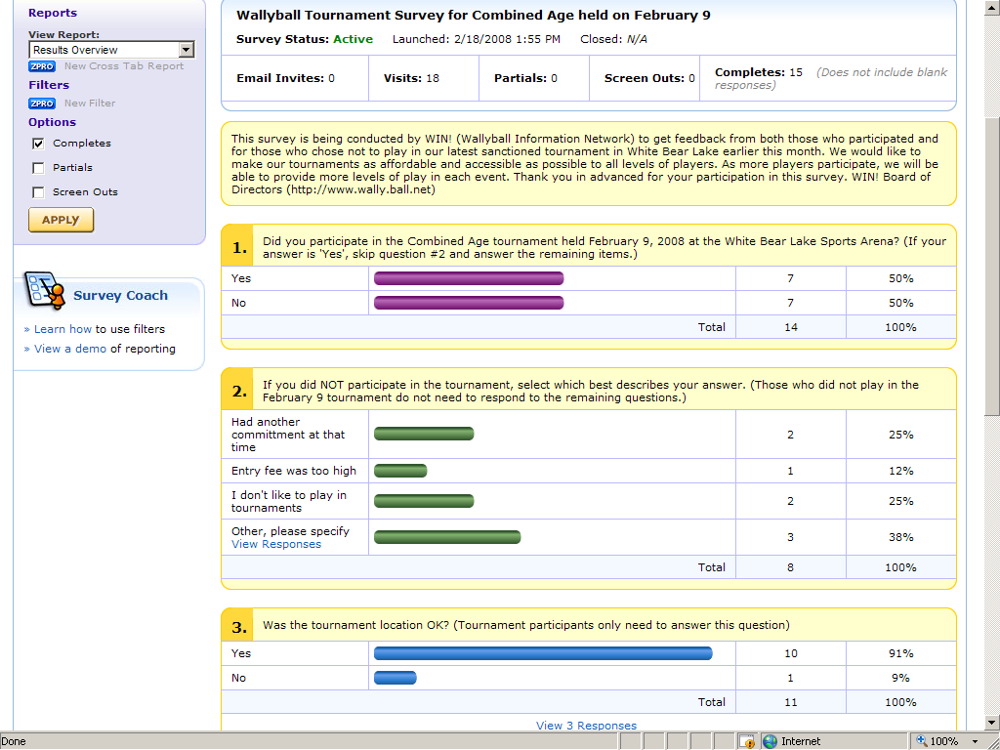 Reports
View Report:
Results Overview
ZPRO New Cross Tab Report
Filters
ZPRO New Filter
Options
Completes
Partials
Screen Outs
APPLY
Survey Coach
» Learn how to use filters
» View a demo of reporting
Wallyball Tournament Survey for Combined Age held on February 9
Survey Status: Active Launched: 2/18/2008 1:55 PM Closed: N/A
Email Invites: 0 Visits: 18 Partials: 0 Screen Outs: 0 Completes: 15 (Does not include blank
responses)
This survey is being conducted by WIN! (Wallyball Information Network) to get feedback from both those who participated and
for those who chose not to play in our latest sanctioned tournament in White Bear Lake earlier this month. We would like to
make our tournaments as affordable and accessible as possible to all levels of players. As more players participate, we will be
able to provide more levels of play in each event. Thank you in advanced for your participation in this survey. WIN! Board of
Directors (http://www.wally.ball.net)
1. Did you participate in the Combined Age tournament held February 9, 2008 at the White Bear Lake Sports Arena? (If your
answer is 'Yes', skip question #2 and answer the remaining items.)
Yes 7 50%
No 7 50%
Total 14 100%
2. If you did NOT participate in the tournament, select which best describes your answer. (Those who did not play in the
February 9 tournament do not need to respond to the remaining questions.)
Had another
committment at that
time 2 25%
Entry fee was too high 1 12%
I don't like to play in
tournaments 2 25%
Other, please specify
View Responses 3 38%
Total 8 100%
3. Was the tournament location OK? (Tournament participants only need to answer this question)
Yes 10 91%
No 1 9%
Total 11 100%
View 3 Responses
Done Internet 100%